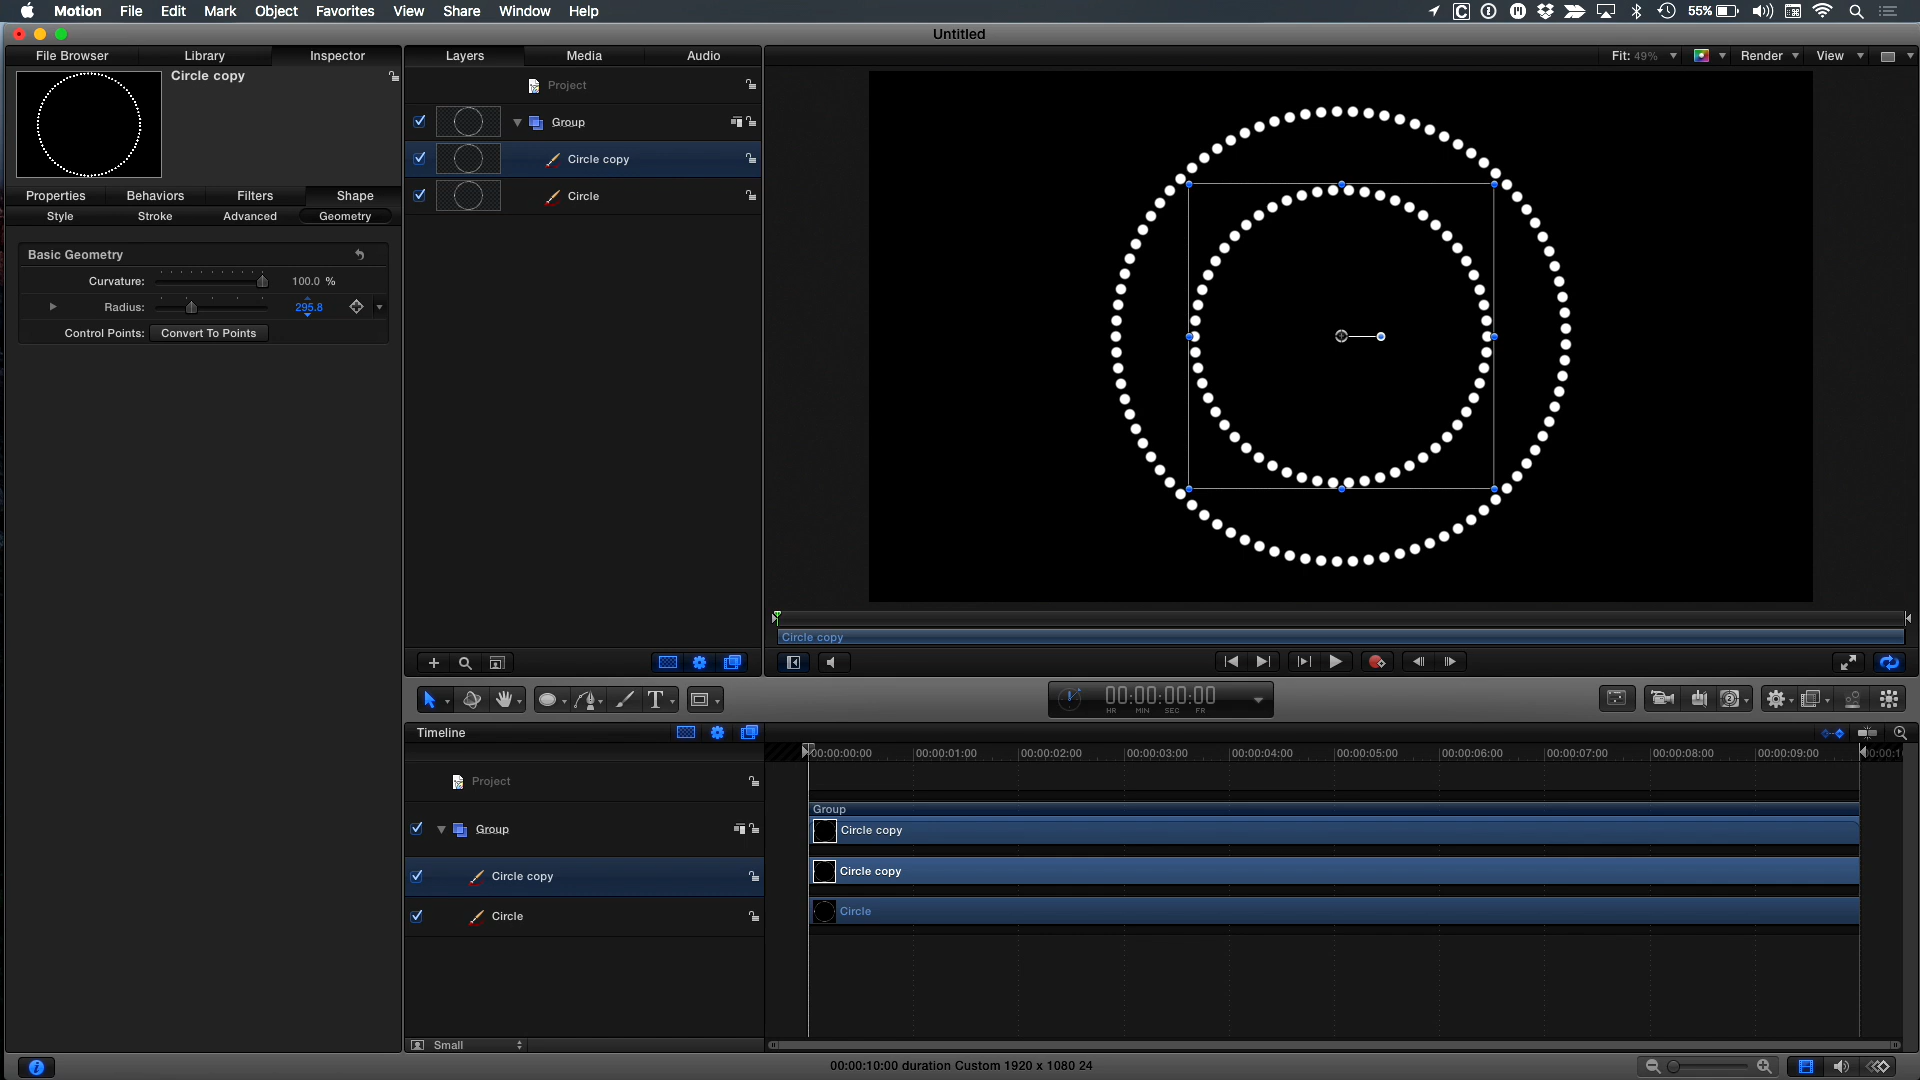 Motion File Edit Mark Object Favorites View Share Window Help
55%
Untitled
File Browser Library Inspector Layers Media Audio Fit: 49% Render View
Circle copy
Project
Group
Circle copy
Circle
Properties Behaviors Filters Shape
Style Stroke Advanced Geometry
Basic Geometry
Curvature: 100.0 %
Radius: 295.8
Control Points: Convert To Points
Circle copy
00:00:00:00
HR MIN SEC FR
Timeline
00:00:00:00 00:00:01:00 00:00:02:00 00:00:03:00 00:00:04:00 00:00:05:00 00:00:06:00 00:00:07:00 00:00:08:00 00:00:09:00
Project
Group
Group
Circle copy
Circle copy
Circle copy
Circle
Circle
Small
00:00:10:00 duration Custom 1920 x 1080 24